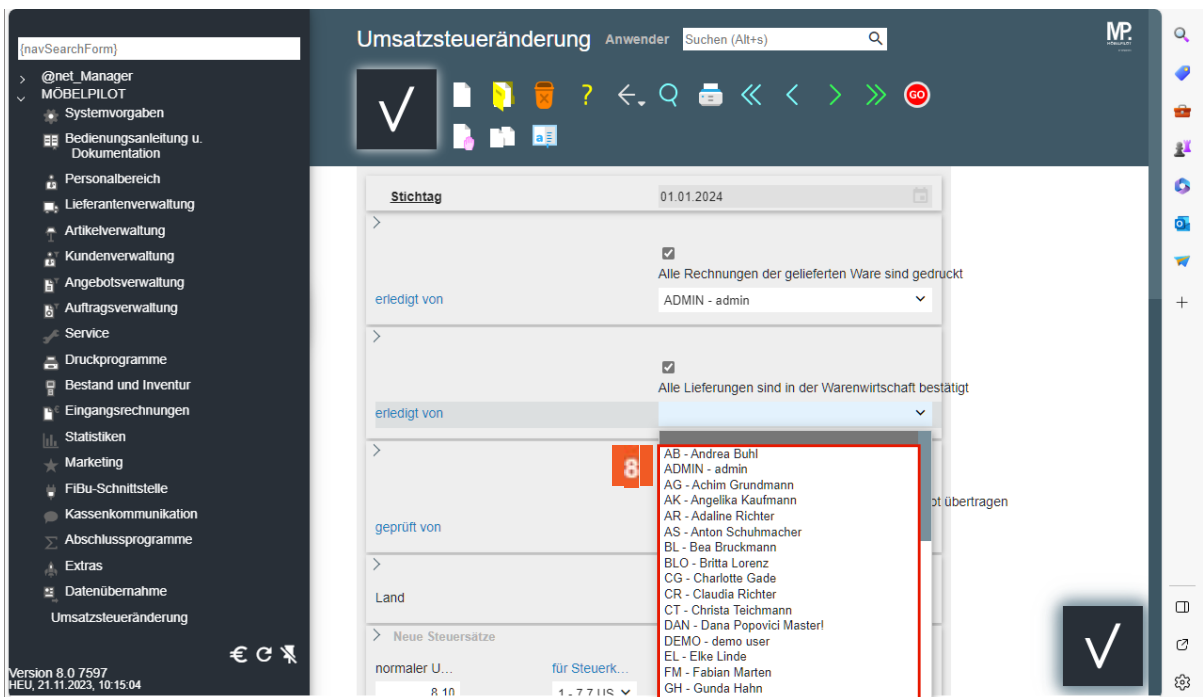 {navSearchForm}
@net_Manager
MÖBELPILOT
Systemvorgaben
Bedienungsanleitung u.
Dokumentation
Personalbereich
Lieferantenverwaltung
Artikelverwaltung
Kundenverwaltung
Angebotsverwaltung
Auftragsverwaltung
Service
Druckprogramme
Bestand und Inventur
Eingangsrechnungen
Statistiken
Marketing
FiBu-Schnittstelle
Kassenkommunikation
Abschlussprogramme
Extras
Datenübernahme
Umsatzsteueränderung
Version 8.0 7597
HEU, 21.11.2023, 10:15:04
Umsatzsteueränderung Anwender Suchen (Alt+s)
MP.
MÖBELPILOT
GO
Stichtag 01.01.2024
Alle Rechnungen der gelieferten Ware sind gedruckt
erledigt von ADMIN - admin
Alle Lieferungen sind in der Warenwirtschaft bestätigt
erledigt von
8
AB - Andrea Buhl
ADMIN - admin
AG - Achim Grundmann
AK - Angelika Kaufmann
AR - Adaline Richter
AS - Anton Schuhmacher
BL - Bea Bruckmann
BLO - Britta Lorenz
CG - Charlotte Gade
CR - Claudia Richter
CT - Christa Teichmann
DAN - Dana Popovici Master!
DEMO - demo user
EL - Elke Linde
FM - Fabian Marten
GH - Gunda Hahn
übertragen
geprüft von
Land
Neue Steuersätze
normaler U... für Steuerk...
8,10 1 - 7,7 US